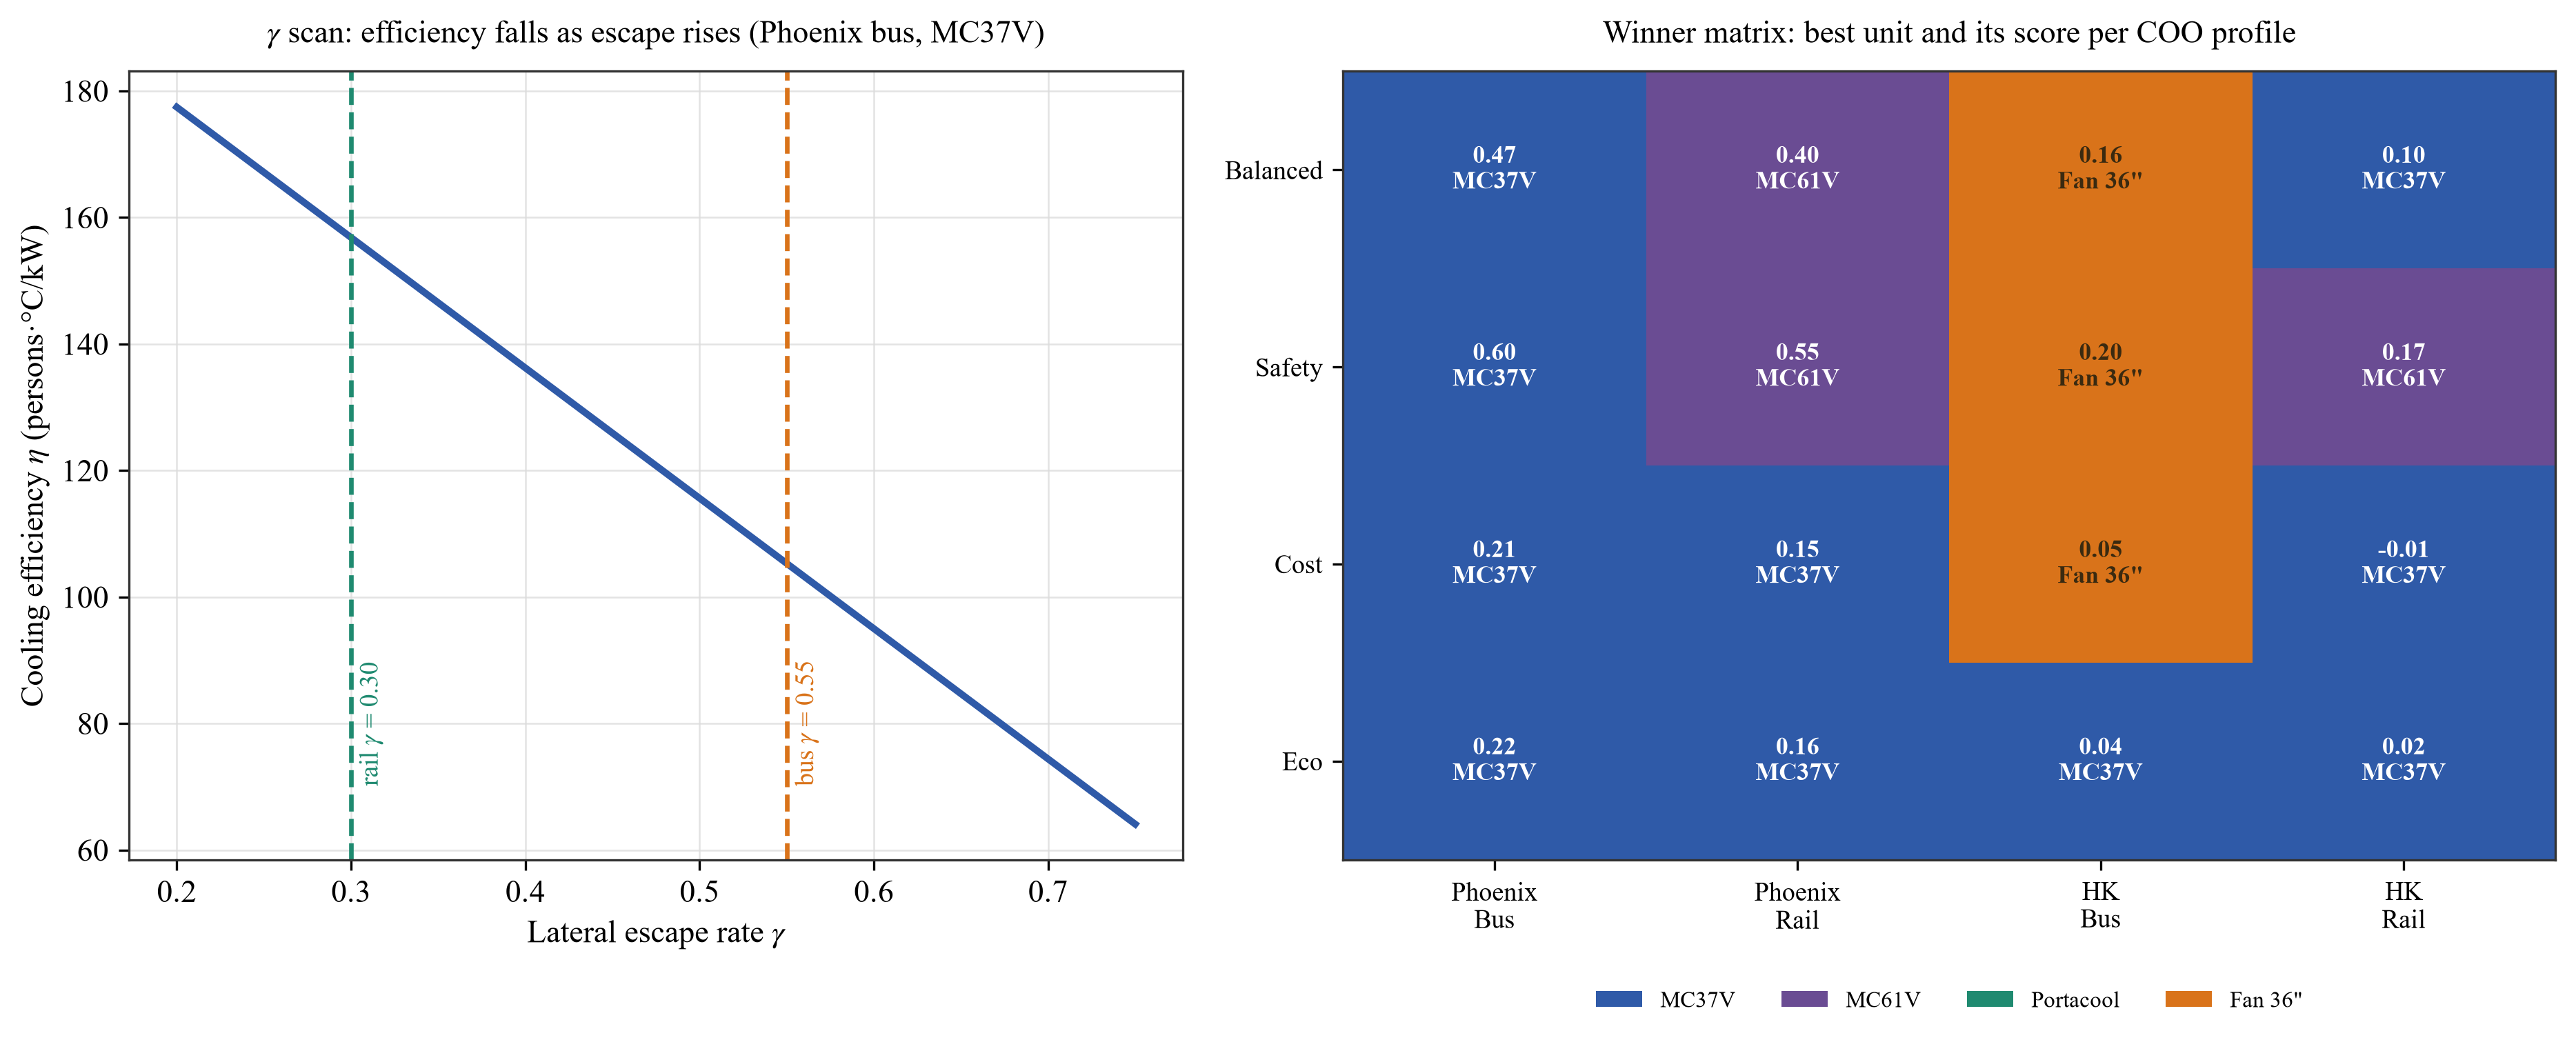 γ scan: efficiency falls as escape rises (Phoenix bus, MC37V)
180
160
140
120
100
80
60
Cooling efficiency η (persons·°C/kW)
rail γ = 0.30
bus γ = 0.55
0.2 0.3 0.4 0.5 0.6 0.7
Lateral escape rate γ
Winner matrix: best unit and its score per COO profile
Balanced
0.47
MC37V
0.40
MC61V
0.16
Fan 36"
0.10
MC37V
Safety
0.60
MC37V
0.55
MC61V
0.20
Fan 36"
0.17
MC61V
Cost
0.21
MC37V
0.15
MC37V
0.05
Fan 36"
-0.01
MC37V
Eco
0.22
MC37V
0.16
MC37V
0.04
MC37V
0.02
MC37V
Phoenix
Bus
Phoenix
Rail
HK
Bus
HK
Rail
MC37V MC61V Portacool Fan 36"